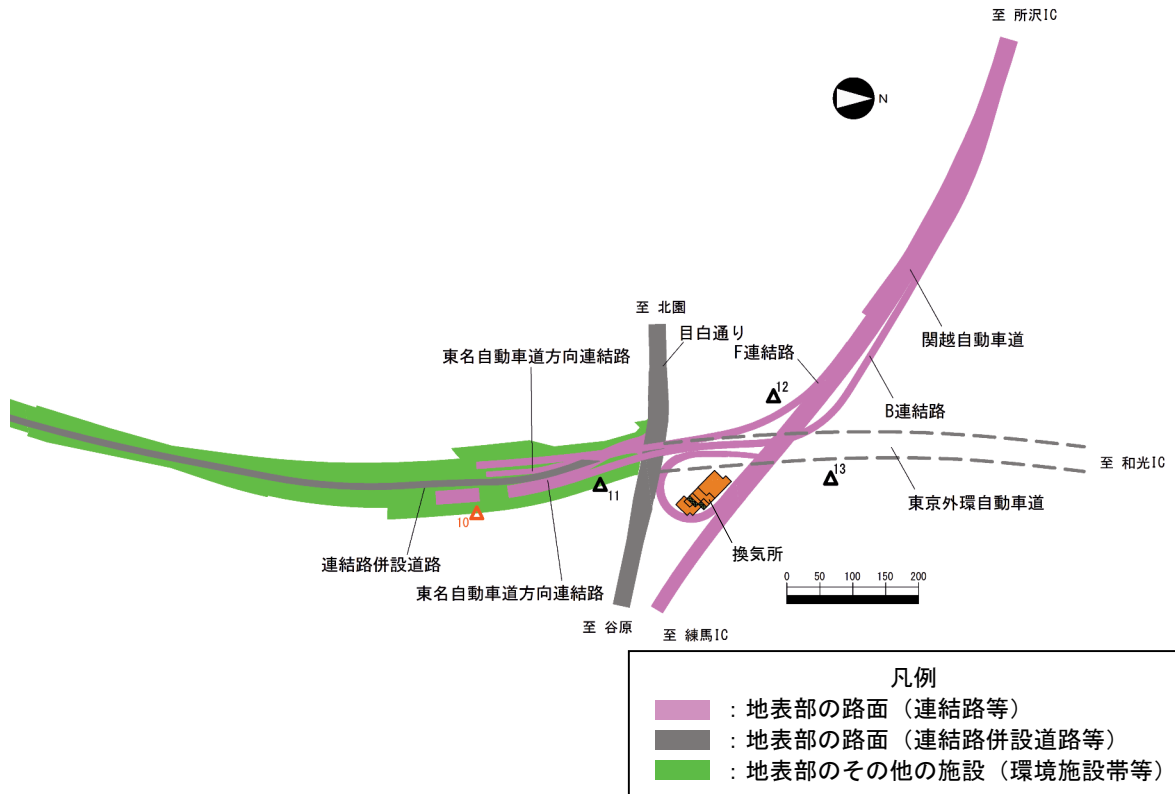 至 所沢IC
N
至 北園
目白通り
F連結路
関越自動車道
東名自動車道方向連結路
12
B連結路
至 和光IC
13
11
東京外環自動車道
10
換気所
連結路併設道路
東名自動車道方向連結路
0 50 100 150 200
至 谷原
至 練馬IC
凡例
：地表部の路面（連結路等）
：地表部の路面（連結路併設道路等）
：地表部のその他の施設（環境施設帯等）